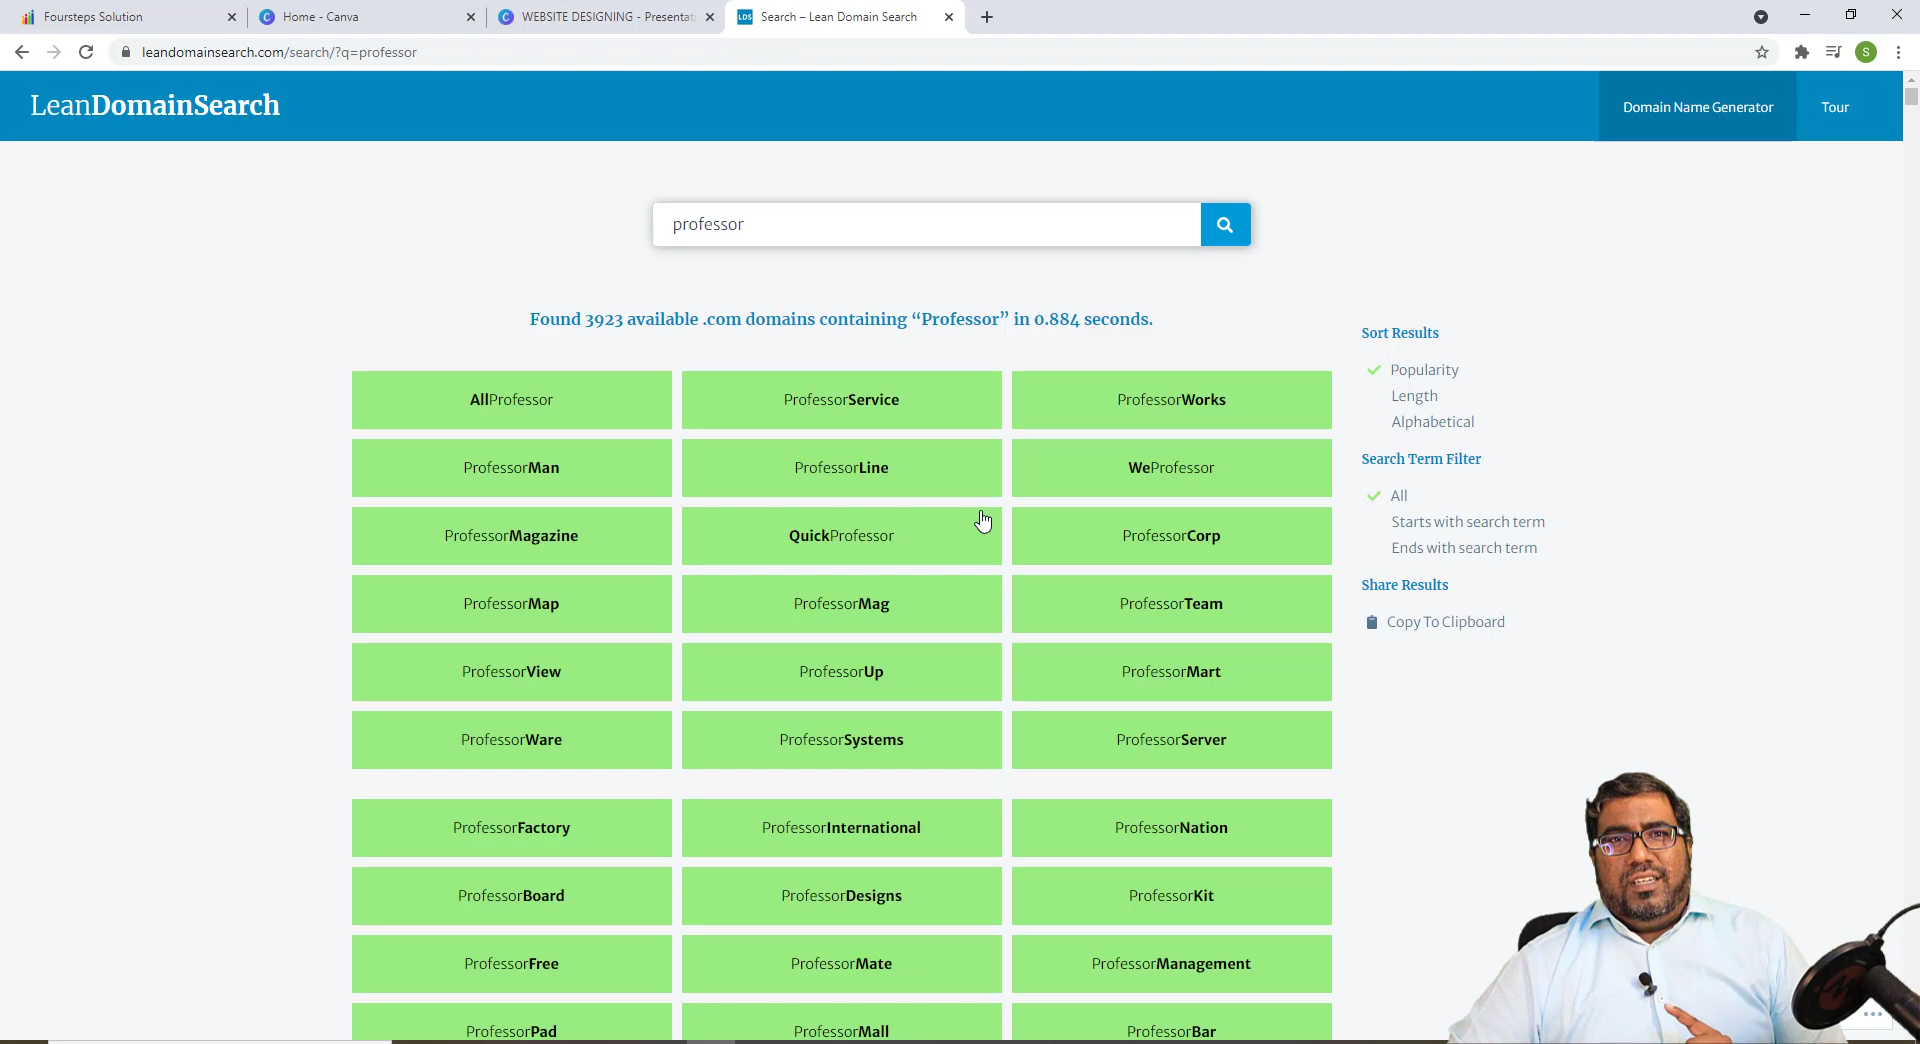 Foursteps Solution
Home - Canva
WEBSITE DESIGNING - Presentati
LDS
Search – Lean Domain Search
leandomainsearch.com/search/?q=professor
S
LeanDomainSearch
Domain Name Generator
Tour
professor
Found 3923 available .com domains containing “Professor” in 0.884 seconds.
AllProfessor
ProfessorService
ProfessorWorks
ProfessorMan
ProfessorLine
WeProfessor
ProfessorMagazine
QuickProfessor
ProfessorCorp
ProfessorMap
ProfessorMag
ProfessorTeam
ProfessorView
ProfessorUp
ProfessorMart
ProfessorWare
ProfessorSystems
ProfessorServer
ProfessorFactory
ProfessorInternational
ProfessorNation
ProfessorBoard
ProfessorDesigns
ProfessorKit
ProfessorFree
ProfessorMate
ProfessorManagement
ProfessorPad
ProfessorMall
ProfessorBar
Sort Results
Popularity
Length
Alphabetical
Search Term Filter
All
Starts with search term
Ends with search term
Share Results
Copy To Clipboard